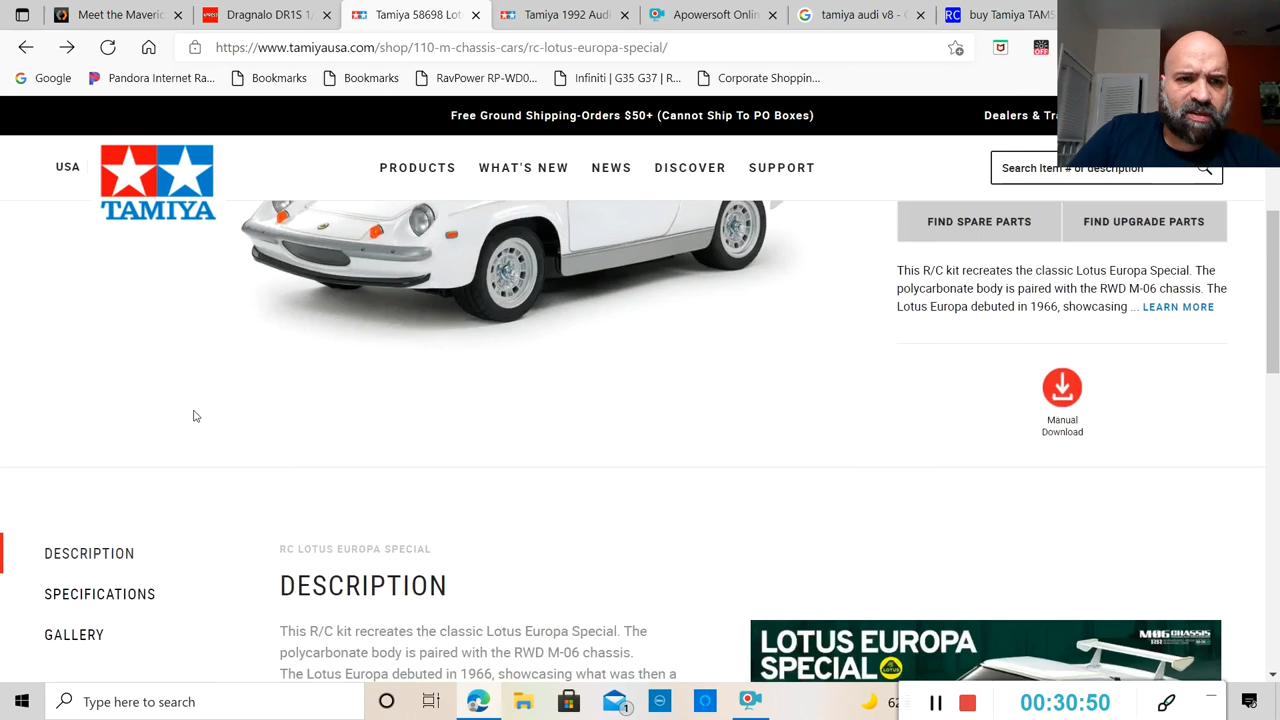 Met the Maveric
Dragnalo DR1S 1/
Tamiya 58698 Lot
Tamiya 1992 Audi
Apowersoft Onlin
tamiya audi v8 -
buy Tamiya TAM5
https://www.tamiyausa.com/shop/110-m-chassis-cars/rc-lotus-europa-special/
Google
Pandora Internet Ra...
Bookmarks
Bookmarks
RavPower RP-WD0...
Infiniti | G35 G37 | R...
Corporate Shoppin...
Free Ground Shipping-Orders $50+ (Cannot Ship To PO Boxes)
Dealers & Tra
USA
TAMIYA
PRODUCTS
WHAT'S NEW
NEWS
DISCOVER
SUPPORT
Search Item # or description
FIND SPARE PARTS
FIND UPGRADE PARTS
This R/C kit recreates the classic Lotus Europa Special. The
polycarbonate body is paired with the RWD M-06 chassis. The
Lotus Europa debuted in 1966, showcasing ... LEARN MORE
Manual
Download
DESCRIPTION
SPECIFICATIONS
GALLERY
RC LOTUS EUROPA SPECIAL
DESCRIPTION
This R/C kit recreates the classic Lotus Europa Special. The
polycarbonate body is paired with the RWD M-06 chassis.
The Lotus Europa debuted in 1966, showcasing what was then a
LOTUS EUROPA
SPECIAL
M-06 CHASSIS
Type here to search
1
62
00:30:50